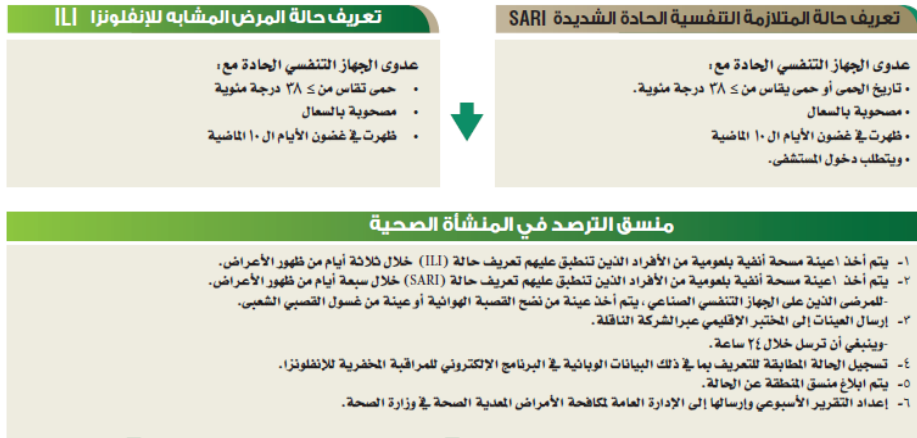 تعريف حالة المتلازمة التنفسية الحادة الشديدة SARI
عدوى الجهاز التنفسي الحادة مع:
• تاريخ الحمى أو حمى يقاس من ≥ ٣٨ درجة مئوية.
• مصحوبة بالسعال
• ظهرت في غضون الأيام ال ١٠ الماضية
• ويتطلب دخول المستشفى.
تعريف حالة المرض المشابه للإنفلونزا ILI
عدوى الجهاز التنفسي الحادة مع:
• حمى تقاس من ≥ ٣٨ درجة مئوية
• مصحوبة بالسعال
• ظهرت في غضون الأيام ال ١٠ الماضية
منسق الترصد في المنشأة الصحية
١- يتم أخذ ١عينة مسحة أنفية بلعومية من الأفراد الذين تنطبق عليهم تعريف حالة (ILI) خلال ثلاثة أيام من ظهور الأعراض.
٢- يتم أخذ ١عينة مسحة أنفية بلعومية من الأفراد الذين تنطبق عليهم تعريف حالة (SARI) خلال سبعة أيام من ظهور الأعراض.
-للمرضى الذين على الجهاز التنفسي الصناعي، يتم أخذ عينة من نضح القصبة الهوائية أو عينة من غسول القصبي الشعبي.
٣- إرسال العينات إلى المختبر الإقليمي عبرالشركة الناقلة.
-وينبغي أن ترسل خلال ٢٤ ساعة.
٤- تسجيل الحالة المطابقة للتعريف بما في ذلك البيانات الوبائية في البرنامج الإلكتروني للمراقبة المخفرية للإنفلونزا.
٥- يتم ابلاغ منسق المنطقة عن الحالة.
٦- إعداد التقرير الأسبوعي وإرسالها إلى الإدارة العامة لمكافحة الأمراض المعدية الصحة في وزارة الصحة.